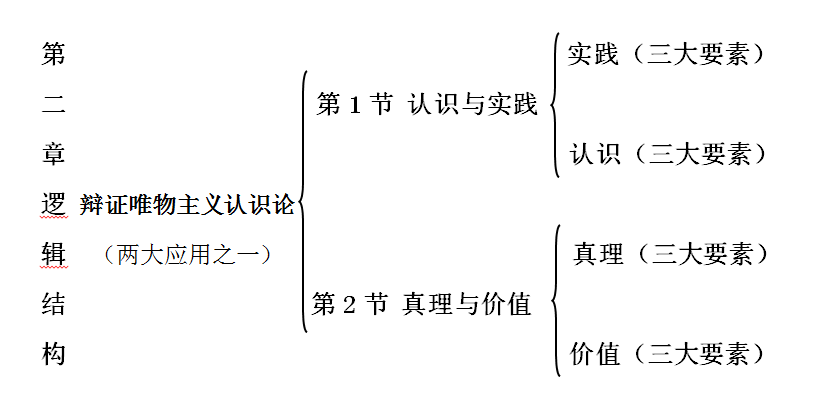 第二章逻辑结构
辩证唯物主义认识论
（两大应用之一）
第 1 节 认识与实践
实践（三大要素）
认识（三大要素）
第 2 节 真理与价值
真理（三大要素）
价值（三大要素）